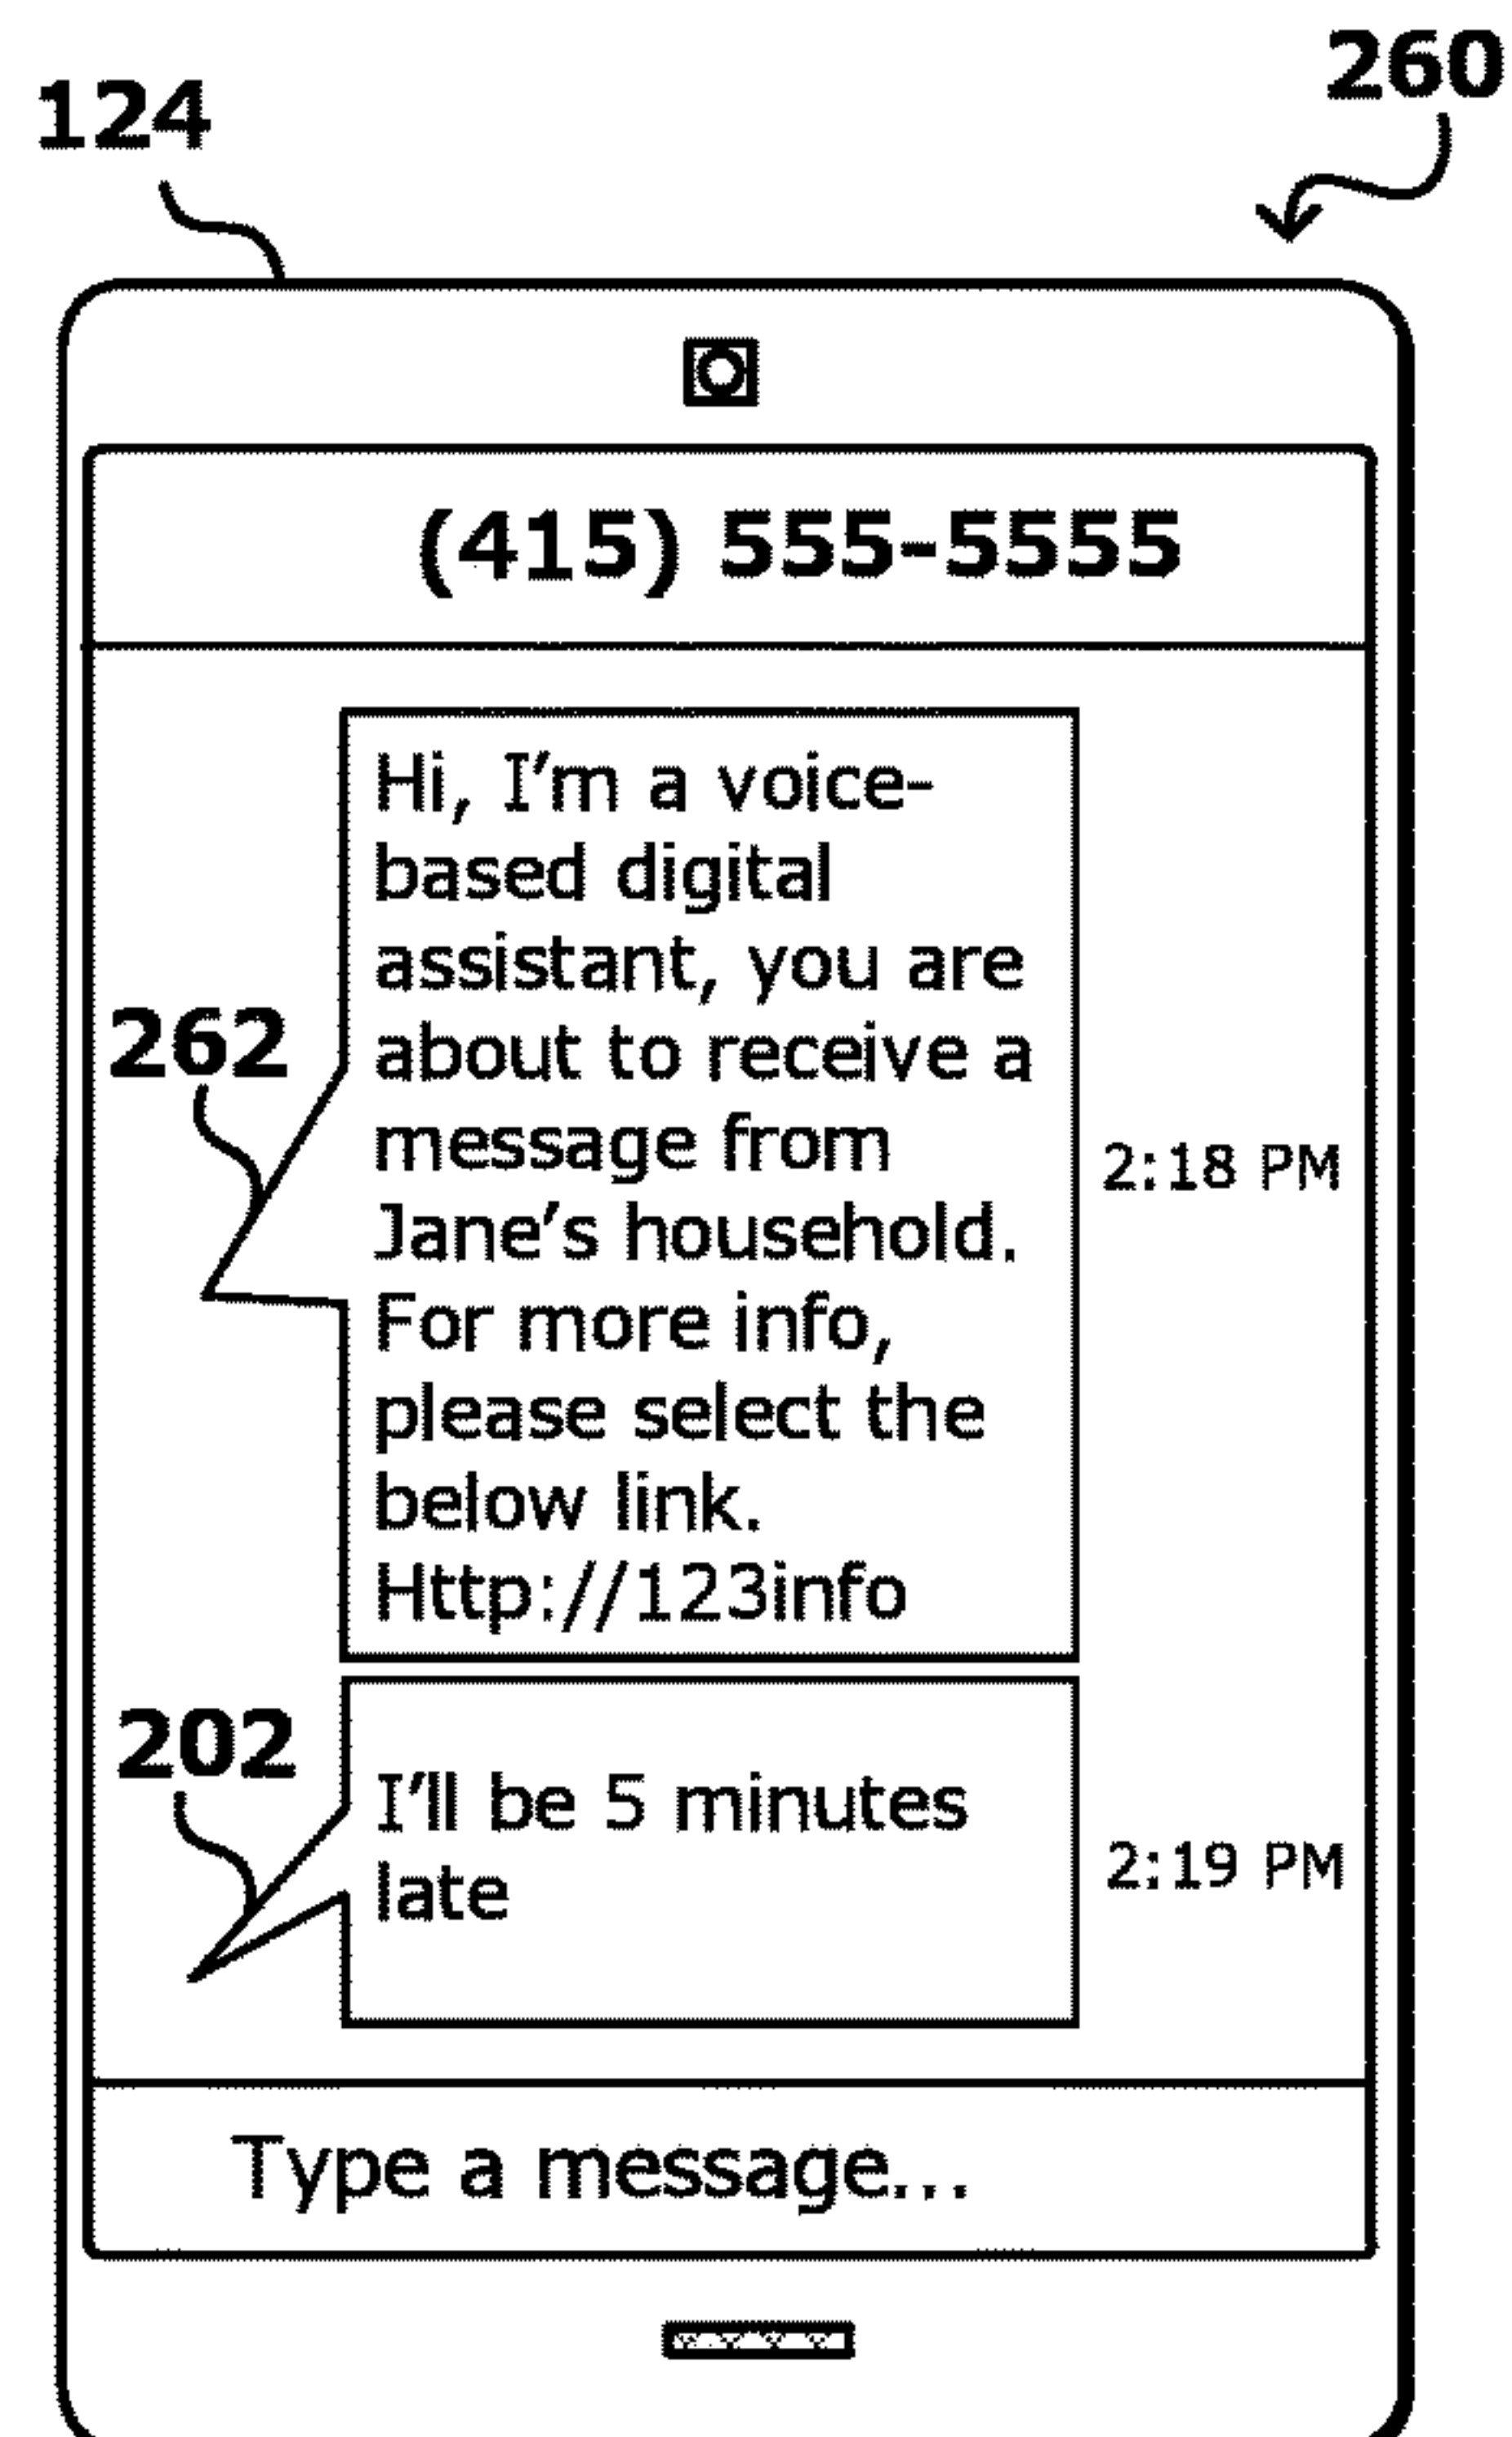 124
260
(415) 555-5555
Hi, I'm a voice-
based digital
assistant, you are
about to receive a
message from
Jane's household.
For more info,
please select the
below link.
Http://123info
262
2:18 PM
202
I'll be 5 minutes
late
2:19 PM
Type a message...